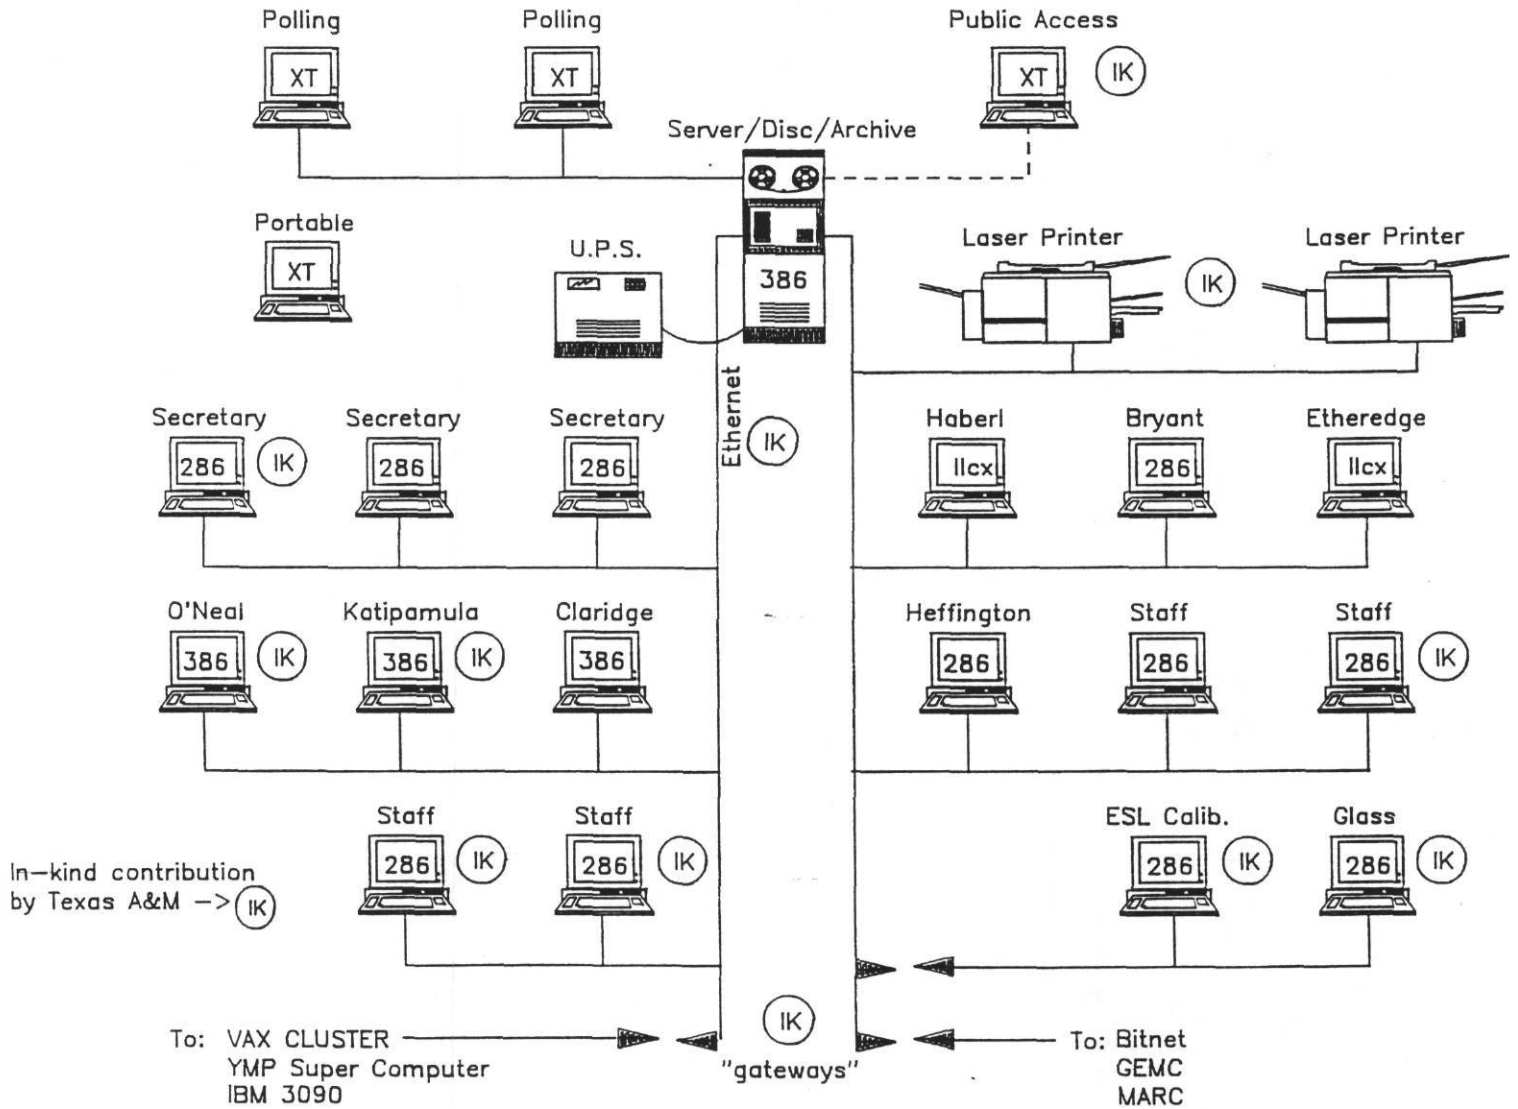 Polling
Polling
Public Access
XT
XT
XT
IK
Server/Disc/Archive
Portable
XT
U.P.S.
386
Laser Printer
IK
Laser Printer
Ethernet
IK
Secretary
Secretary
Secretary
Haberl
Bryant
Etheredge
286
IK
286
286
IIcx
286
IIcx
O'Neal
Katipamula
Claridge
Heffington
Staff
Staff
386
IK
386
IK
386
286
286
286
IK
Staff
Staff
ESL Calib.
Glass
286
IK
286
IK
286
IK
286
IK
In-kind contribution
by Texas A&M -> IK
IK
"gateways"
To: VAX CLUSTER
YMP Super Computer
IBM 3090
To: Bitnet
GEMC
MARC